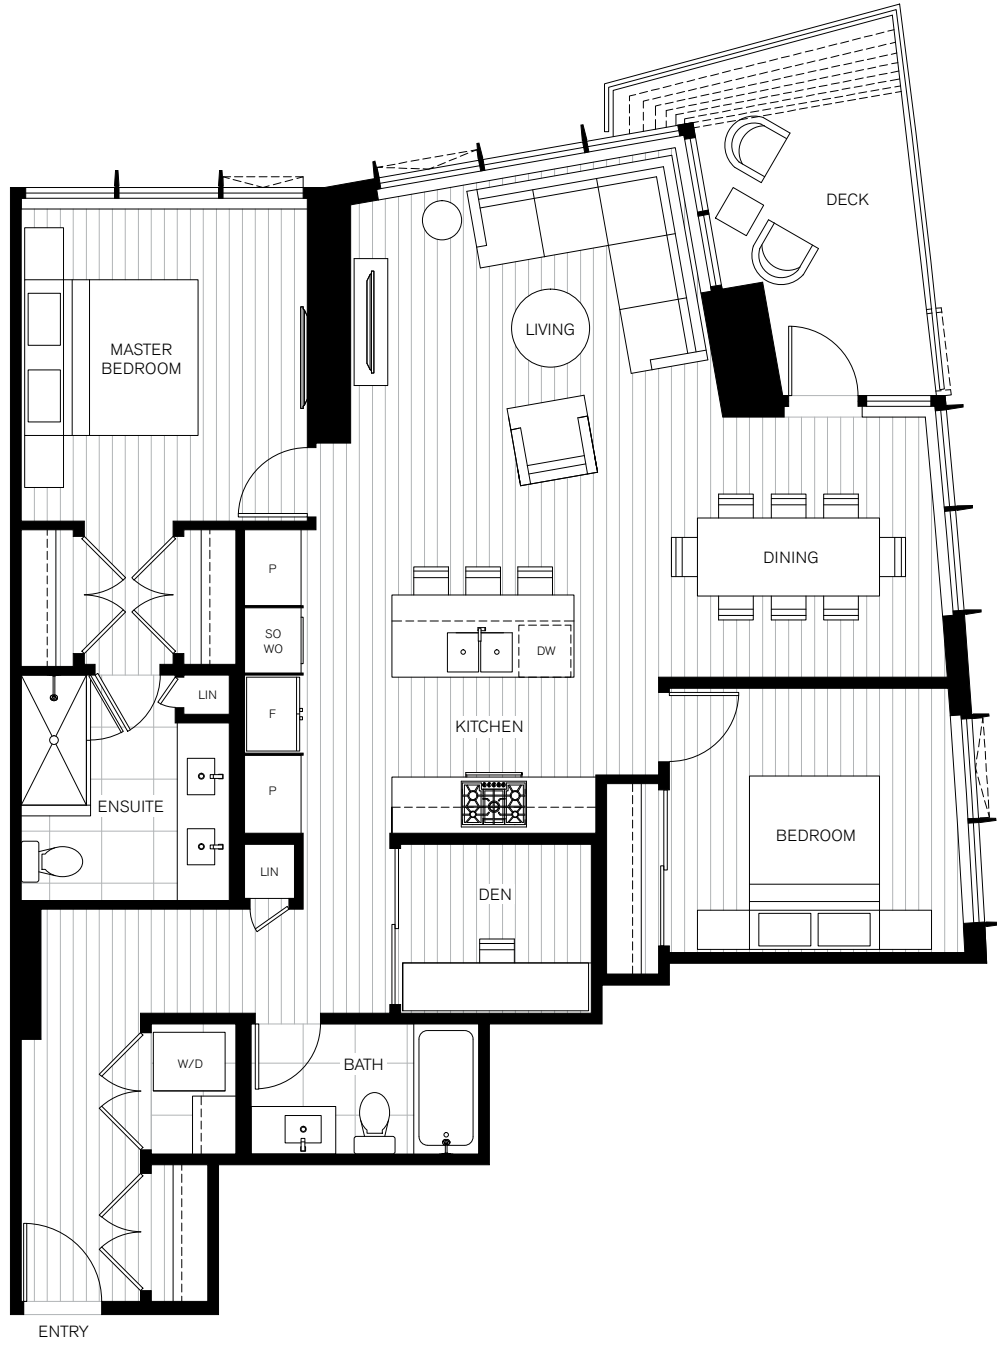 DECK
LIVING
MASTER
BEDROOM
DINING
P
SO
WO
DW
LIN
F
KITCHEN
P
ENSUITE
BEDROOM
LIN
DEN
W/D
BATH
ENTRY